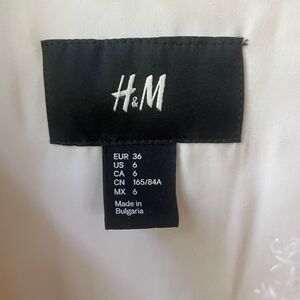 H&M
EUR 36
US 6
CA 6
CN 165/84A
MX 6
Made in
Bulgaria